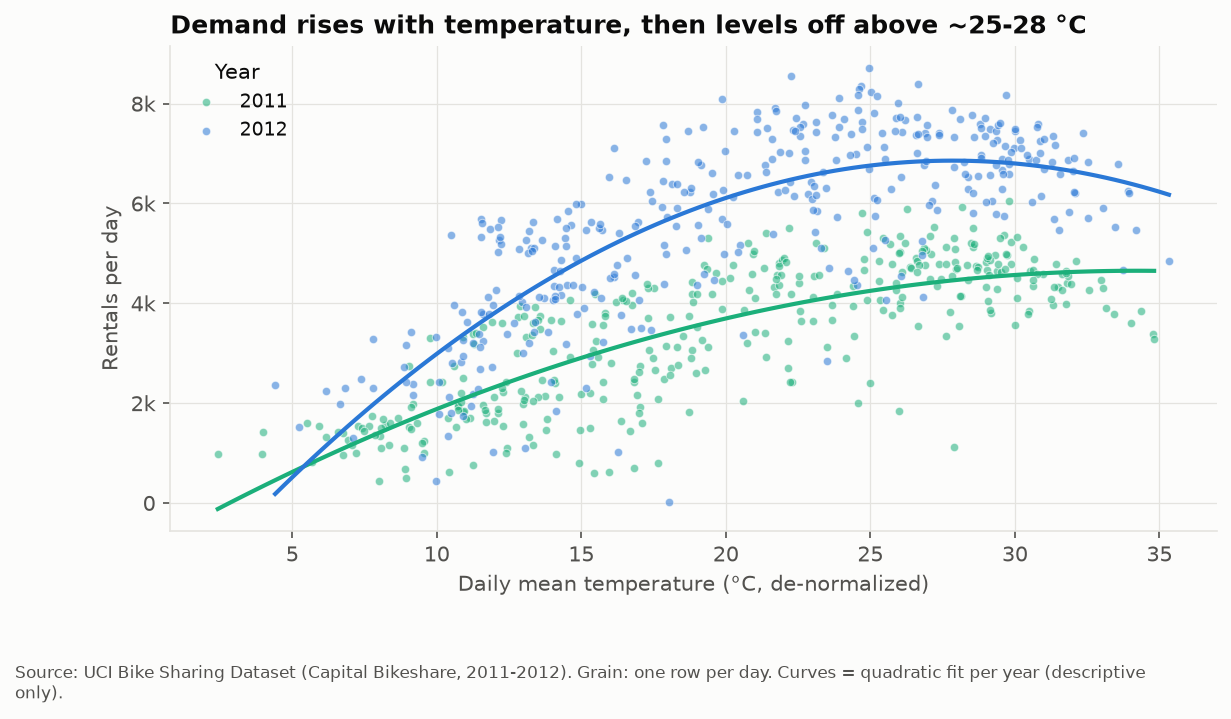 Demand rises with temperature, then levels off above ~25-28 °C
Year
2011
2012
8k
6k
4k
2k
0
Rentals per day
5 10 15 20 25 30 35
Daily mean temperature (°C, de-normalized)
Source: UCI Bike Sharing Dataset (Capital Bikeshare, 2011-2012). Grain: one row per day. Curves = quadratic fit per year (descriptive
only).